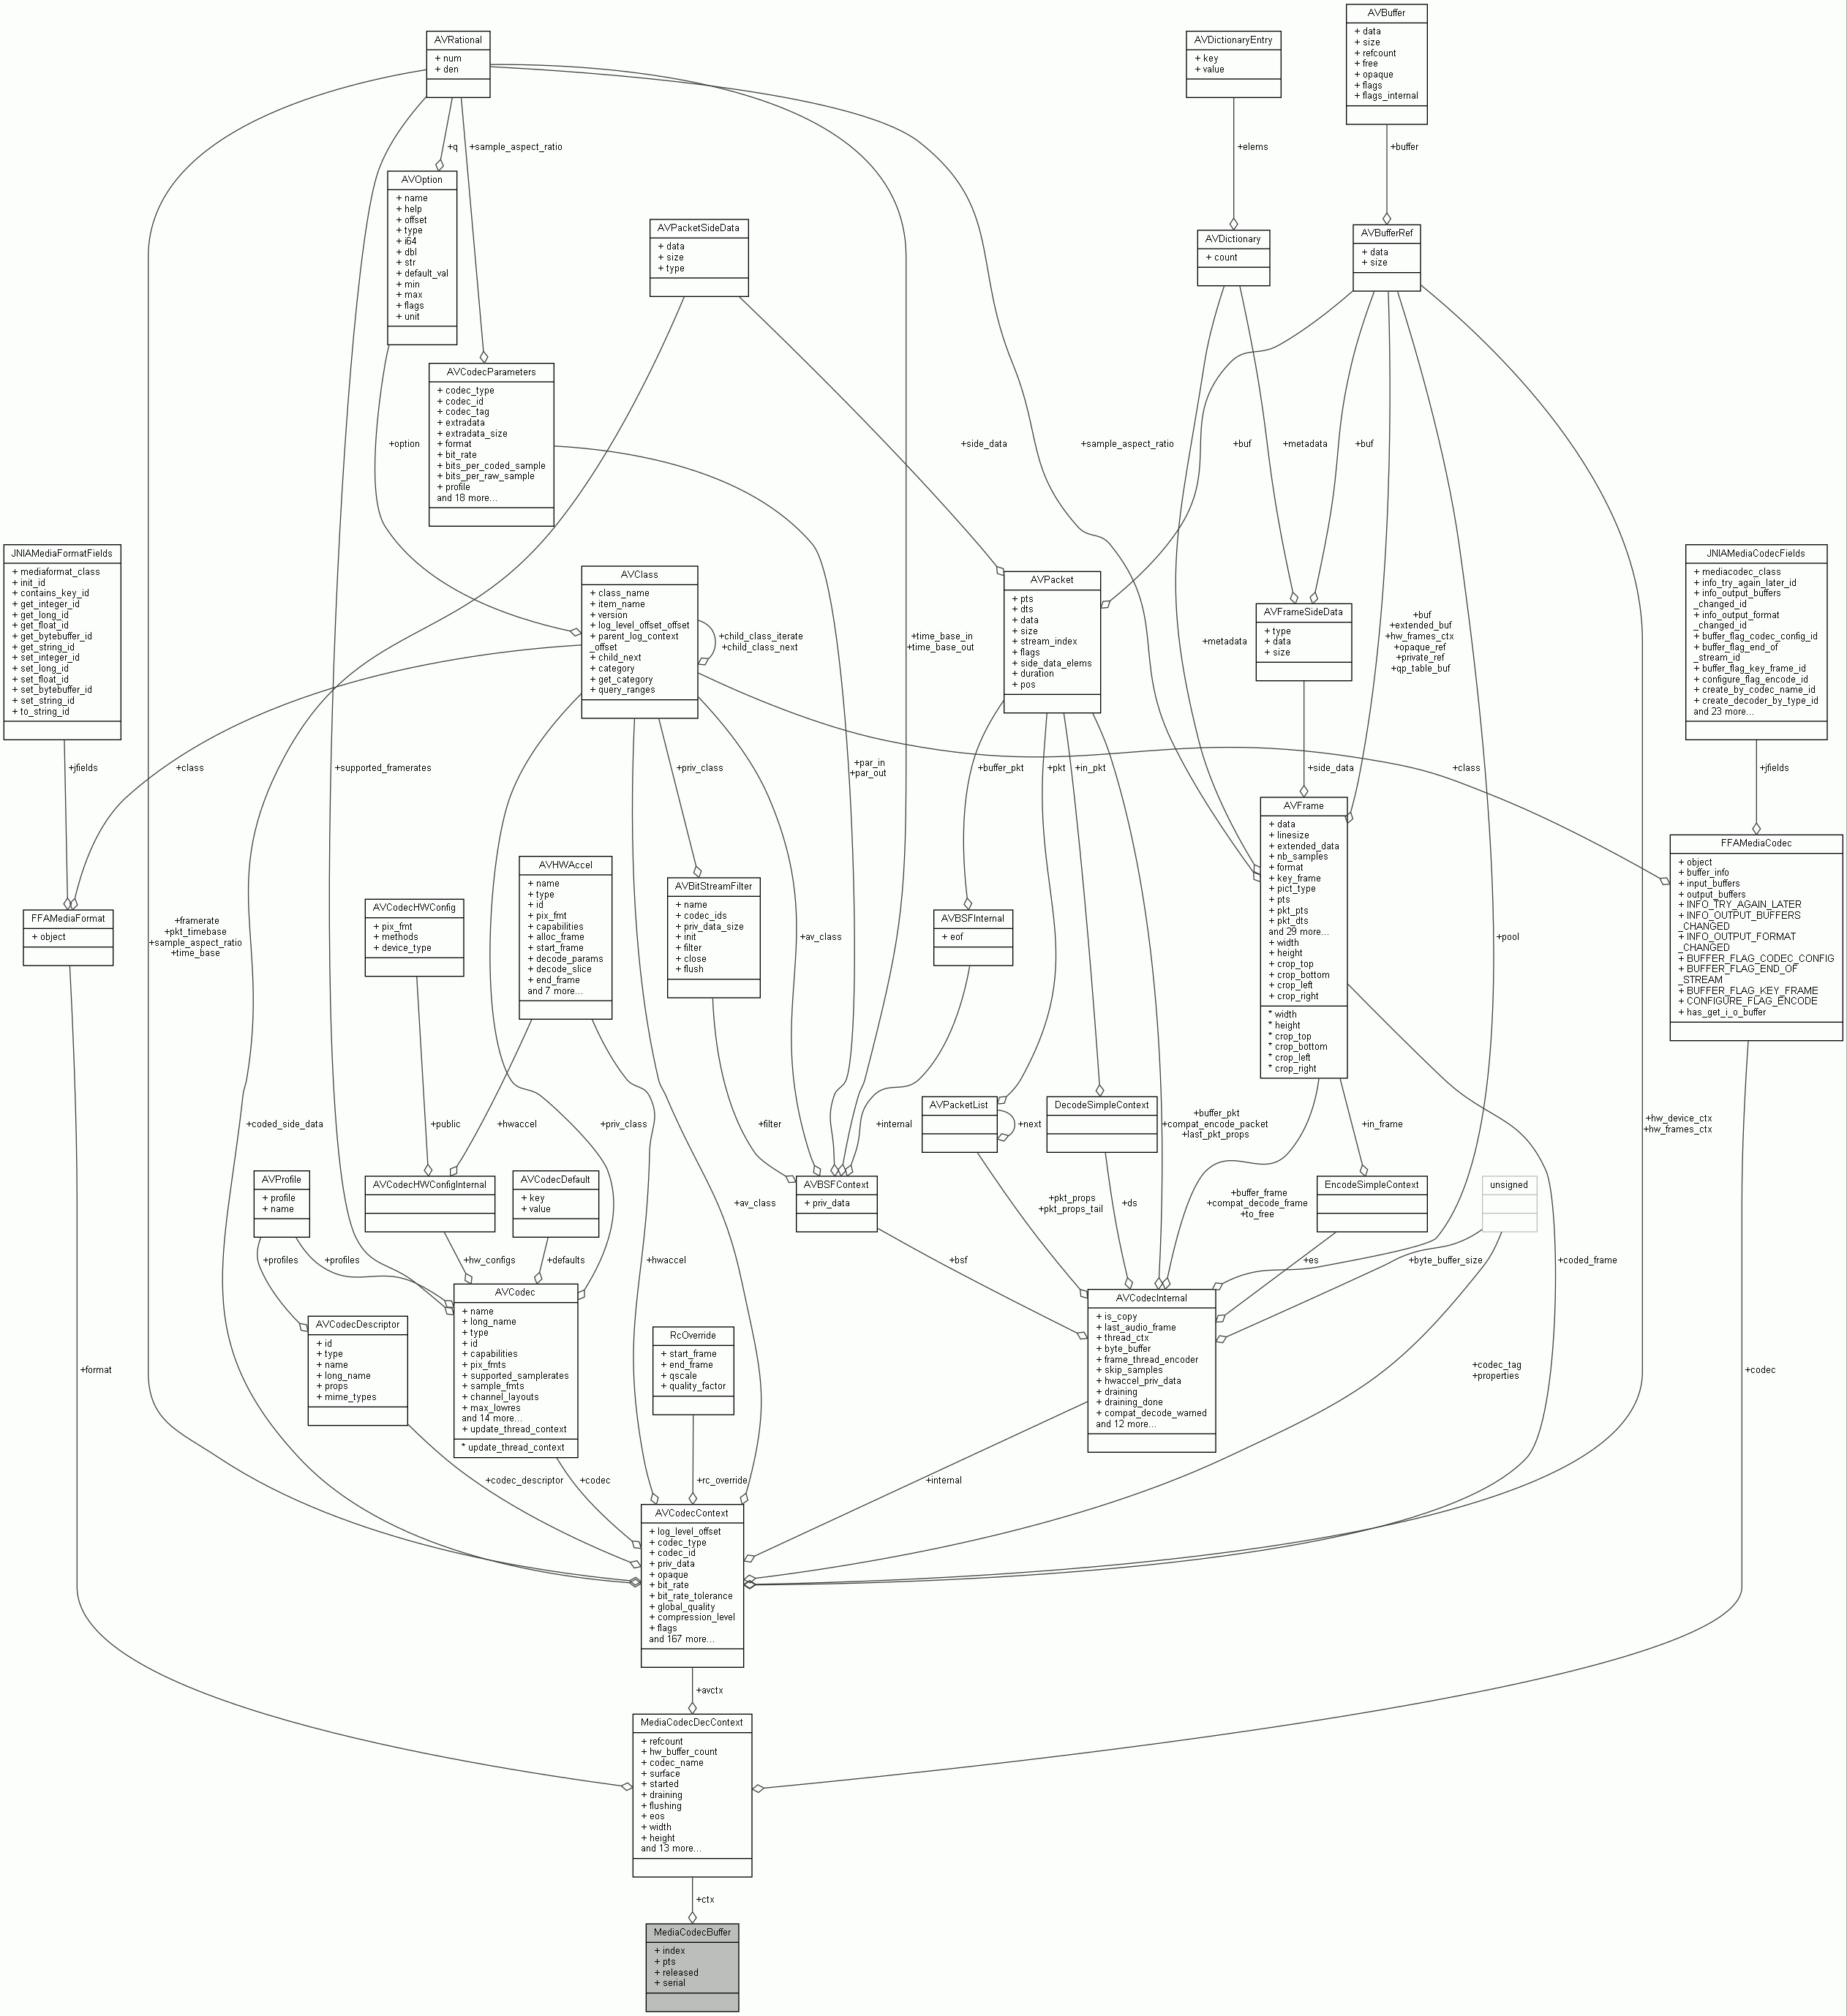 AVBuffer
+ data
+ size
+ refcount
+ free
+ opaque
+ flags
+ flags_internal
AVRational
+ num
+ den
AVDictionaryEntry
+ key
+ value
+q
+sample_aspect_ratio
+elems
+buffer
AVOption
+ name
+ help
+ offset
+ type
+ i64
+ dbl
+ str
+ default_val
+ min
+ max
+ flags
+ unit
AVPacketSideData
+ data
+ size
+ type
AVDictionary
+ count
AVBufferRef
+ data
+ size
AVCodecParameters
+ codec_type
+ codec_id
+ codec_tag
+ extradata
+ extradata_size
+ format
+ bit_rate
+ bits_per_coded_sample
+ bits_per_raw_sample
+ profile
and 18 more...
+option
+side_data
+sample_aspect_ratio
+buf
+metadata
+buf
JNIAMediaFormatFields
+ mediaformat_class
+ init_id
+ contains_key_id
+ get_integer_id
+ get_long_id
+ get_float_id
+ get_bytebuffer_id
+ get_string_id
+ set_integer_id
+ set_long_id
+ set_float_id
+ set_bytebuffer_id
+ set_string_id
+ to_string_id
AVClass
+ class_name
+ item_name
+ version
+ log_level_offset_offset
+ parent_log_context
_offset
+ child_next
+ category
+ get_category
+ query_ranges
+child_class_iterate
+child_class_next
+time_base_in
+time_base_out
AVPacket
+ pts
+ dts
+ data
+ size
+ stream_index
+ flags
+ side_data_elems
+ duration
+ pos
+metadata
AVFrameSideData
+ type
+ data
+ size
+buf
+extended_buf
+hw_frames_ctx
+opaque_ref
+private_ref
+qp_table_buf
JNIAMediaCodecFields
+ mediacodec_class
+ info_try_again_later_id
+ info_output_buffers
_changed_id
+ info_output_format
_changed_id
+ buffer_flag_codec_config_id
+ buffer_flag_end_of
_stream_id
+ buffer_flag_key_frame_id
+ configure_flag_encode_id
+ create_by_codec_name_id
+ create_decoder_by_type_id
and 23 more...
+jfields
+class
+supported_framerates
+priv_class
+par_in
+par_out
+buffer_pkt
+pkt
+in_pkt
+side_data
+class
+jfields
FFAMediaFormat
+ object
+framerate
+pkt_timebase
+sample_aspect_ratio
+time_base
AVCodecHWConfig
+ pix_fmt
+ methods
+ device_type
AVHWAccel
+ name
+ type
+ id
+ pix_fmt
+ capabilities
+ alloc_frame
+ start_frame
+ decode_params
+ decode_slice
+ end_frame
and 7 more...
AVBitStreamFilter
+ name
+ codec_ids
+ priv_data_size
+ init
+ filter
+ close
+ flush
+av_class
AVBSFInternal
+ eof
AVFrame
+ data
+ linesize
+ extended_data
+ nb_samples
+ format
+ key_frame
+ pict_type
+ pts
+ pkt_pts
+ pkt_dts
and 29 more...
+ width
+ height
+ crop_top
+ crop_bottom
+ crop_left
+ crop_right
* width
* height
* crop_top
* crop_bottom
* crop_left
* crop_right
+pool
FFAMediaCodec
+ object
+ buffer_info
+ input_buffers
+ output_buffers
+ INFO_TRY_AGAIN_LATER
+ INFO_OUTPUT_BUFFERS
_CHANGED
+ INFO_OUTPUT_FORMAT
_CHANGED
+ BUFFER_FLAG_CODEC_CONFIG
+ BUFFER_FLAG_END_OF
_STREAM
+ BUFFER_FLAG_KEY_FRAME
+ CONFIGURE_FLAG_ENCODE
+ has_get_i_o_buffer
+coded_side_data
+public
+hwaccel
+priv_class
+filter
+internal
AVPacketList
+next
DecodeSimpleContext
+buffer_pkt
+compat_encode_packet
+last_pkt_props
+in_frame
+hw_device_ctx
+hw_frames_ctx
AVProfile
+ profile
+ name
AVCodecHWConfigInternal
AVCodecDefault
+ key
+ value
+av_class
AVBSFContext
+ priv_data
+pkt_props
+pkt_props_tail
+ds
+buffer_frame
+compat_decode_frame
+to_free
EncodeSimpleContext
unsigned
+profiles
+profiles
+hw_configs
+defaults
+hwaccel
+bsf
+es
+byte_buffer_size
+coded_frame
AVCodecDescriptor
+ id
+ type
+ name
+ long_name
+ props
+ mime_types
AVCodec
+ name
+ long_name
+ type
+ id
+ capabilities
+ pix_fmts
+ supported_samplerates
+ sample_fmts
+ channel_layouts
+ max_lowres
and 14 more...
+ update_thread_context
* update_thread_context
RcOverride
+ start_frame
+ end_frame
+ qscale
+ quality_factor
AVCodecInternal
+ is_copy
+ last_audio_frame
+ thread_ctx
+ byte_buffer
+ frame_thread_encoder
+ skip_samples
+ hwaccel_priv_data
+ draining
+ draining_done
+ compat_decode_warned
and 12 more...
+format
+codec_tag
+properties
+codec
+codec_descriptor
+codec
+rc_override
+internal
AVCodecContext
+ log_level_offset
+ codec_type
+ codec_id
+ priv_data
+ opaque
+ bit_rate
+ bit_rate_tolerance
+ global_quality
+ compression_level
+ flags
and 167 more...
+avctx
MediaCodecDecContext
+ refcount
+ hw_buffer_count
+ codec_name
+ surface
+ started
+ draining
+ flushing
+ eos
+ width
+ height
and 13 more...
+ctx
MediaCodecBuffer
+ index
+ pts
+ released
+ serial